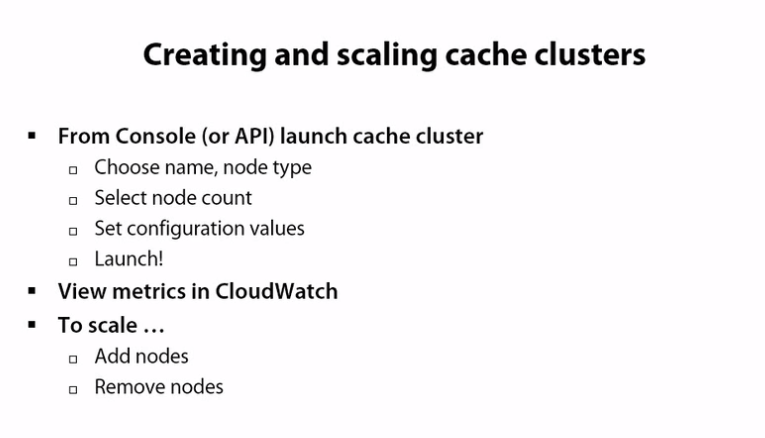 Creating and scaling cache clusters
▪ From Console (or API) launch cache cluster
▫ Choose name, node type
▫ Select node count
▫ Set configuration values
▫ Launch!
▪ View metrics in CloudWatch
▪ To scale …
▫ Add nodes
▫ Remove nodes